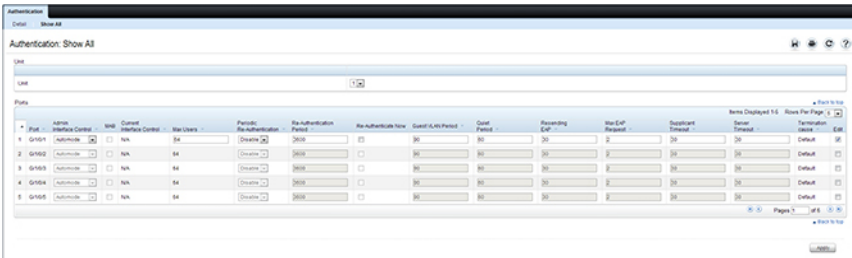 Authentication
Detail Show All
Authentication: Show All
Unit
Unit 1
Ports
Back to top
Items Displayed 1-5 Rows Per Page 5
Port Admin Interface Control MAB Current Interface Control Max Users Periodic Re-Authentication Re-Authentication Period Re-Authenticate Now Guest VLAN Period Quiet Period Resending EAP Max EAP Request Supplicant Timeout Server Timeout Termination cause Edit
1 Gi1/0/1 Automode N/A 64 Disable 3600 90 60 30 2 30 30 Default
2 Gi1/0/2 Automode N/A 64 Disable 3600 90 60 30 2 30 30 Default
3 Gi1/0/3 Automode N/A 64 Disable 3600 90 60 30 2 30 30 Default
4 Gi1/0/4 Automode N/A 64 Disable 3600 90 60 30 2 30 30 Default
5 Gi1/0/5 Automode N/A 64 Disable 3600 90 60 30 2 30 30 Default
Pages 1 of 6
Back to top
Apply